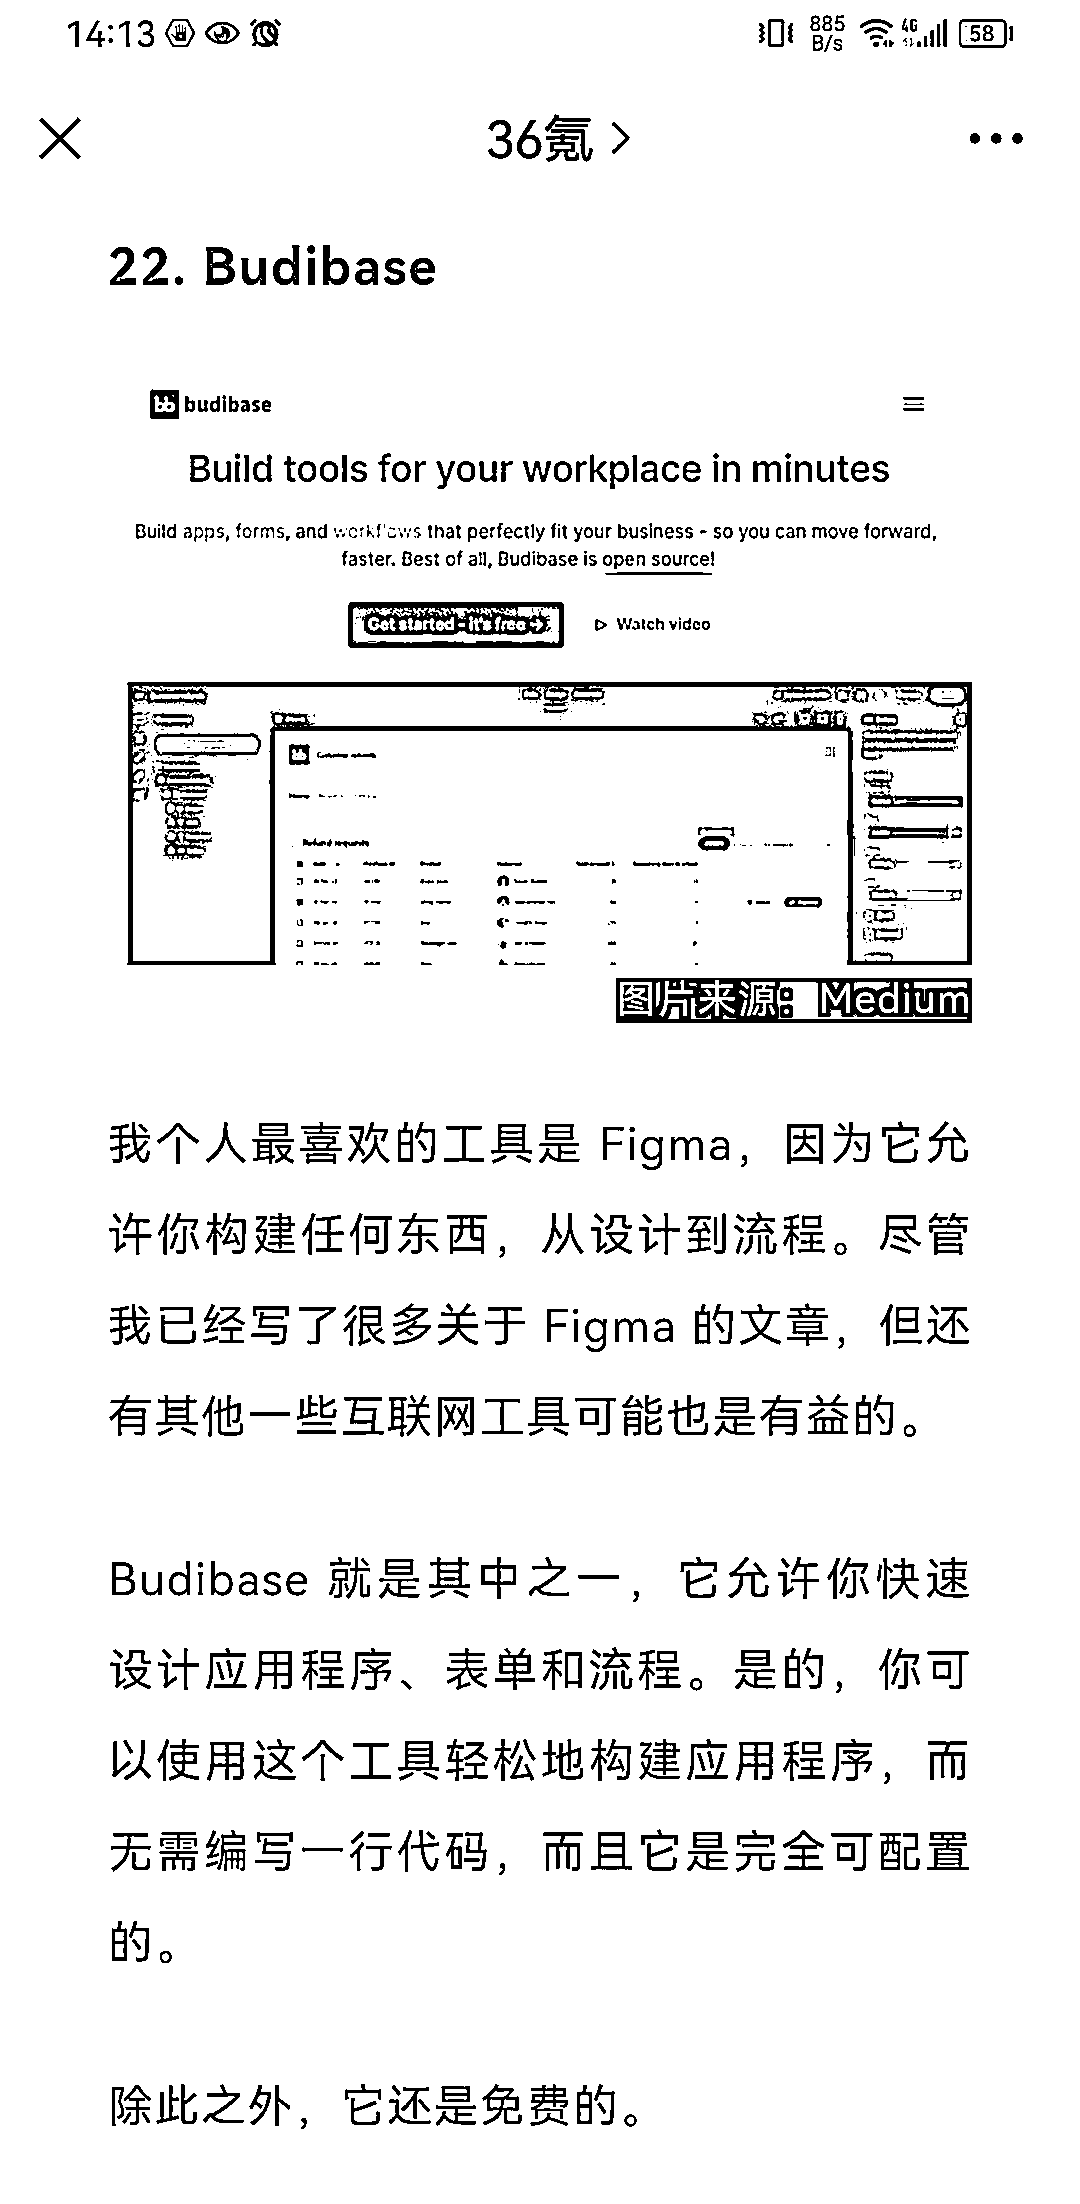 14:13
885 B/s
4G
58
36氪
22. Budibase
bb budibase
Build tools for your workplace in minutes
Build apps, forms, and workflows that perfectly fit your business - so you can move forward,
faster. Best of all, Budibase is open source!
Get started - it's free → Watch video
图片来源：Medium
我个人最喜欢的工具是 Figma，因为它允
许你构建任何东西，从设计到流程。尽管
我已经写了很多关于 Figma 的文章，但还
有其他一些互联网工具可能也是有益的。
Budibase 就是其中之一，它允许你快速
设计应用程序、表单和流程。是的，你可
以使用这个工具轻松地构建应用程序，而
无需编写一行代码，而且它是完全可配置
的。
除此之外，它还是免费的。